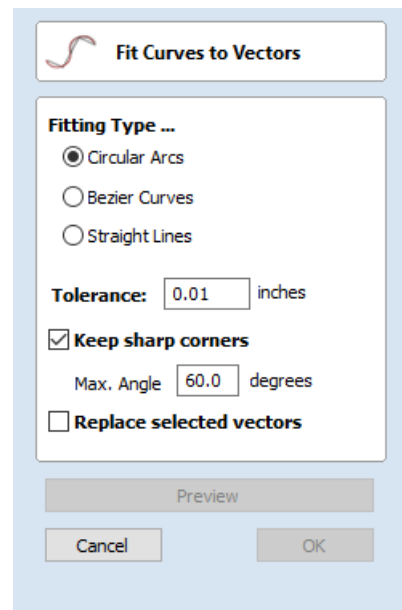 Fit Curves to Vectors
Fitting Type ...
Circular Arcs
Bezier Curves
Straight Lines
Tolerance: 0.01 inches
Keep sharp corners
Max. Angle 60.0 degrees
Replace selected vectors
Preview
Cancel OK